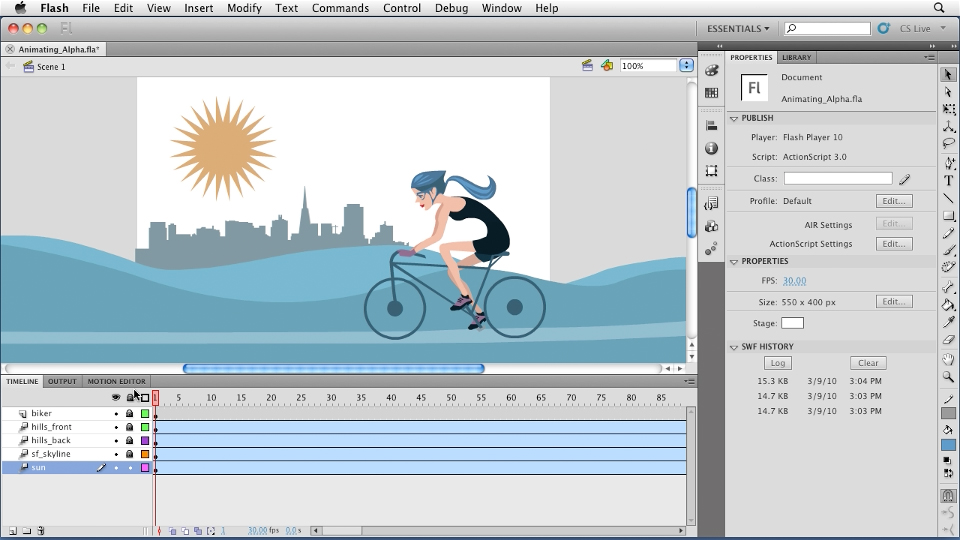 Flash File Edit View Insert Modify Text Commands Control Debug Window Help
Fl ESSENTIALS CS Live
Animating_Alpha.fla*
Scene 1 100%
PROPERTIES LIBRARY
Fl Document
Animating_Alpha.fla
PUBLISH
Player: Flash Player 10
Script: ActionScript 3.0
Class:
Profile: Default Edit...
AIR Settings Edit...
ActionScript Settings Edit...
PROPERTIES
FPS: 30.00
Size: 550 x 400 px Edit...
Stage:
SWF HISTORY
Log Clear
15.3 KB 3/9/10 3:04 PM
14.7 KB 3/9/10 3:03 PM
14.7 KB 3/9/10 3:03 PM
TIMELINE OUTPUT MOTION EDITOR
1 5 10 15 20 25 30 35 40 45 50 55 60 65 70 75 80 85
biker
hills_front
hills_back
sf_skyline
sun
1 30.00 fps 0.0 s